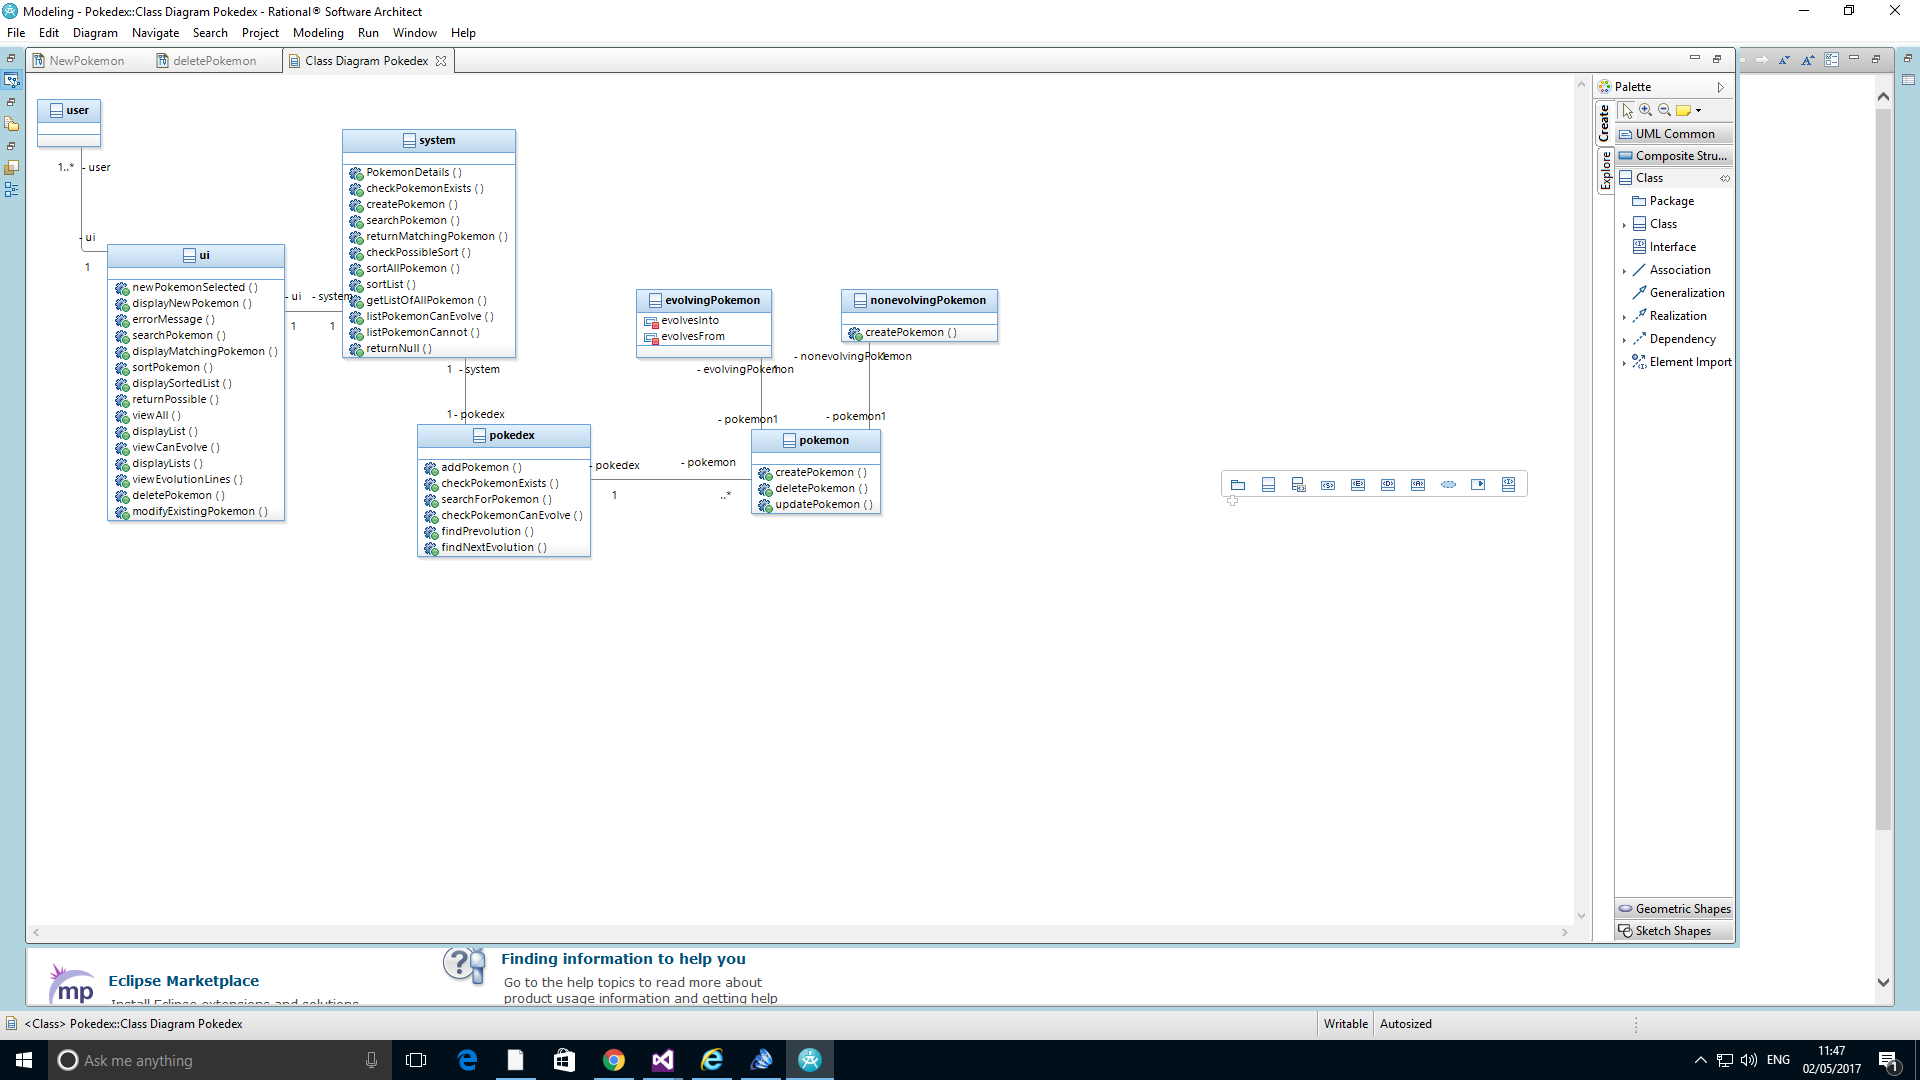 Modeling - Pokedex::Class Diagram Pokedex - Rational® Software Architect
File Edit Diagram Navigate Search Project Modeling Run Window Help
NewPokemon deletePokemon Class Diagram Pokedex
user
1..* - user
- ui
1
ui
newPokemonSelected ( )
displayNewPokemon ( )
errorMessage ( )
searchPokemon ( )
displayMatchingPokemon ( )
sortPokemon ( )
displaySortedList ( )
returnPossible ( )
viewAll ( )
displayList ( )
viewCanEvolve ( )
displayLists ( )
viewEvolutionLines ( )
deletePokemon ( )
modifyExistingPokemon ( )
- ui - system
1 1
system
PokemonDetails ( )
checkPokemonExists ( )
createPokemon ( )
searchPokemon ( )
returnMatchingPokemon ( )
checkPossibleSort ( )
sortAllPokemon ( )
sortList ( )
getListOfAllPokemon ( )
listPokemonCanEvolve ( )
listPokemonCannot ( )
returnNull ( )
1 - system
1 - pokedex
pokedex
addPokemon ( )
checkPokemonExists ( )
searchForPokemon ( )
checkPokemonCanEvolve ( )
findPrevolution ( )
findNextEvolution ( )
- pokedex - pokemon
1 ..*
evolvingPokemon
evolvesInto
evolvesFrom
- evolvingPokemon
1
- pokemon1
nonevolvingPokemon
createPokemon ( )
- nonevolvingPokemon
1
- pokemon1
pokemon
createPokemon ( )
deletePokemon ( )
updatePokemon ( )
Palette
Create
Explore
UML Common
Composite Stru...
Class
Package
Class
Interface
Association
Generalization
Realization
Dependency
Element Import
Geometric Shapes
Sketch Shapes
mp
Eclipse Marketplace
Install Eclipse extensions and solutions
Finding information to help you
Go to the help topics to read more about
product usage information and getting help
<Class> Pokedex::Class Diagram Pokedex
Writable Autosized
Ask me anything
ENG
11:47
02/05/2017
1